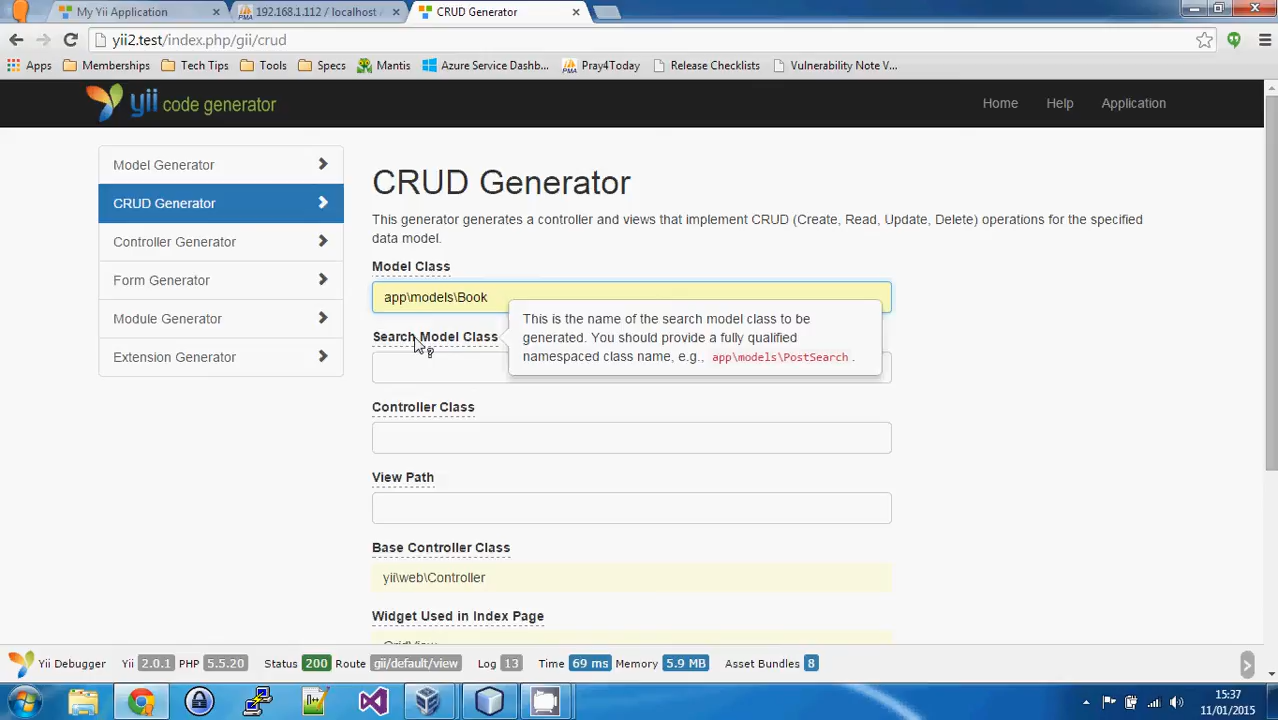 My Yii Application
192.168.1.112 / localhost /
CRUD Generator
yii2.test/index.php/gii/crud
Apps Memberships Tech Tips Tools Specs Mantis Azure Service Dashb... Pray4Today Release Checklists Vulnerability Note V...
yii code generator
Home Help Application
Model Generator
CRUD Generator
Controller Generator
Form Generator
Module Generator
Extension Generator
CRUD Generator
This generator generates a controller and views that implement CRUD (Create, Read, Update, Delete) operations for the specified
data model.
Model Class
app\models\Book
Search Model Class
This is the name of the search model class to be
generated. You should provide a fully qualified
namespaced class name, e.g., app\models\PostSearch .
Controller Class
View Path
Base Controller Class
yii\web\Controller
Widget Used in Index Page
GridView
Yii Debugger Yii 2.0.1 PHP 5.5.20 Status 200 Route gii/default/view Log 13 Time 69 ms Memory 5.9 MB Asset Bundles 8
15:37
11/01/2015